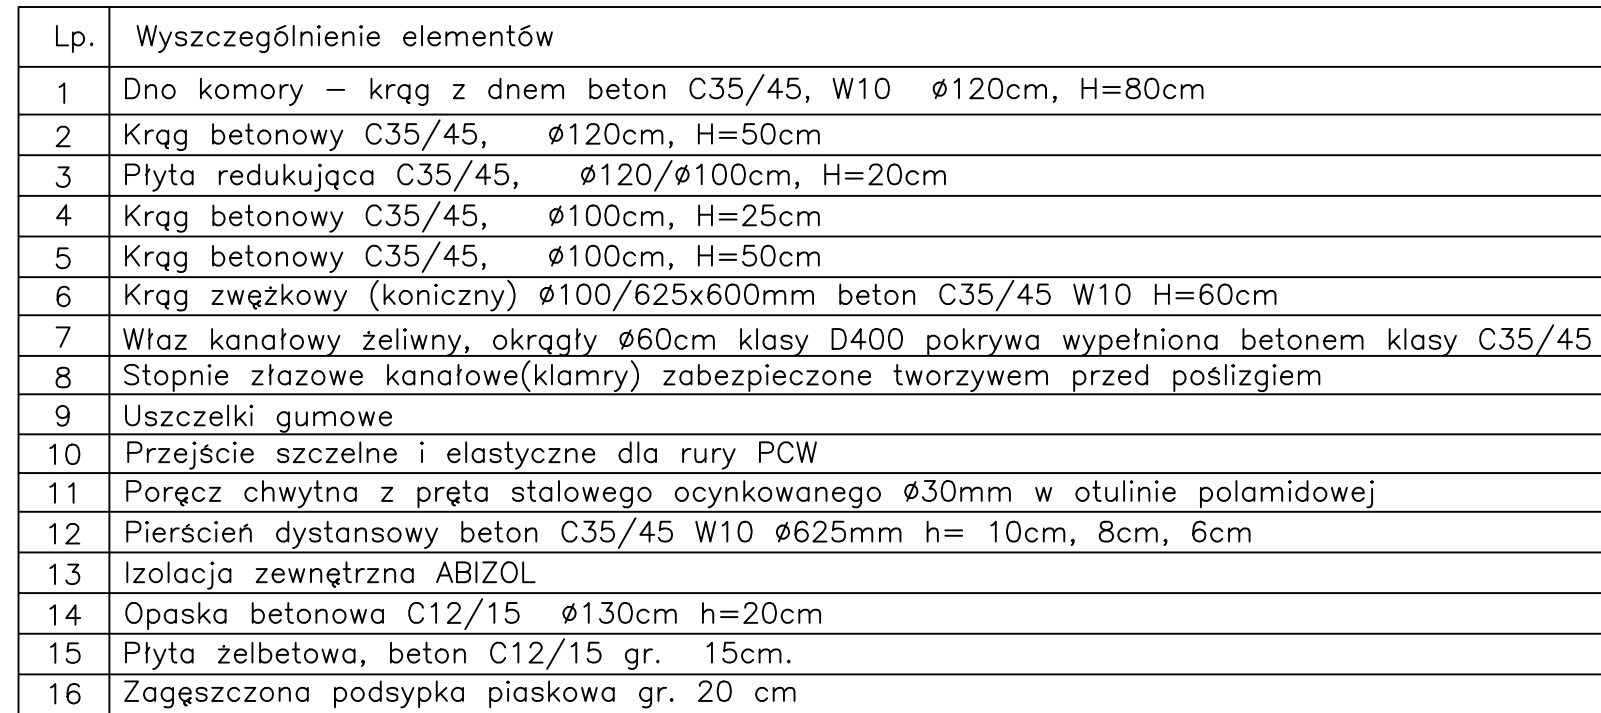 Lp. Wyszczególnienie elementów
1 Dno komory – krąg z dnem beton C35/45, W10 ø120cm, H=80cm
2 Krąg betonowy C35/45, ø120cm, H=50cm
3 Płyta redukująca C35/45, ø120/ø100cm, H=20cm
4 Krąg betonowy C35/45, ø100cm, H=25cm
5 Krąg betonowy C35/45, ø100cm, H=50cm
6 Krąg zwężkowy (koniczny) ø100/625x600mm beton C35/45 W10 H=60cm
7 Właz kanałowy żeliwny, okrągły ø60cm klasy D400 pokrywa wypełniona betonem klasy C35/45
8 Stopnie złazowe kanałowe(klamry) zabezpieczone tworzywem przed poślizgiem
9 Uszczelki gumowe
10 Przejście szczelne i elastyczne dla rury PCW
11 Poręcz chwytna z pręta stalowego ocynkowanego ø30mm w otulinie polamidowej
12 Pierścień dystansowy beton C35/45 W10 ø625mm h= 10cm, 8cm, 6cm
13 Izolacja zewnętrzna ABIZOL
14 Opaska betonowa C12/15 ø130cm h=20cm
15 Płyta żelbetowa, beton C12/15 gr. 15cm.
16 Zagęszczona podsypka piaskowa gr. 20 cm